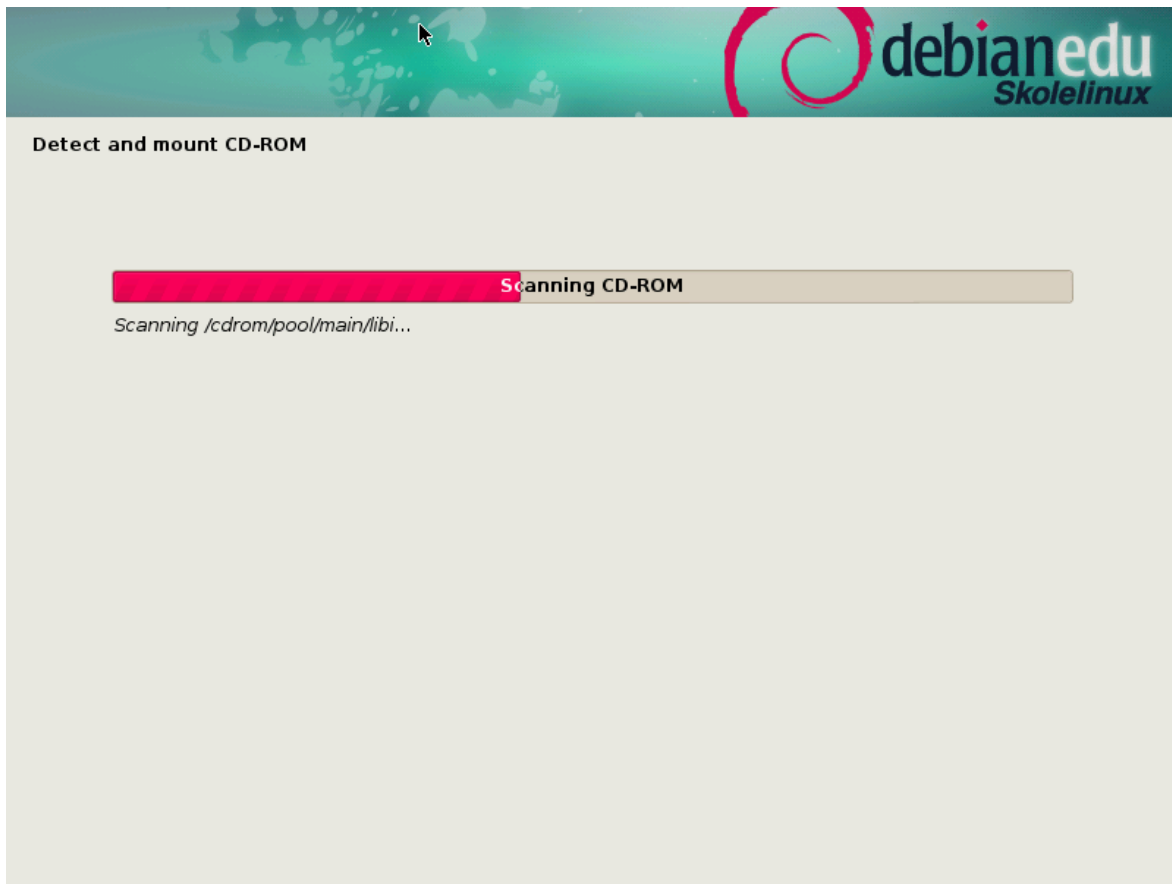 debianedu
Skolelinux
Detect and mount CD-ROM
Scanning CD-ROM
Scanning /cdrom/pool/main/libi...